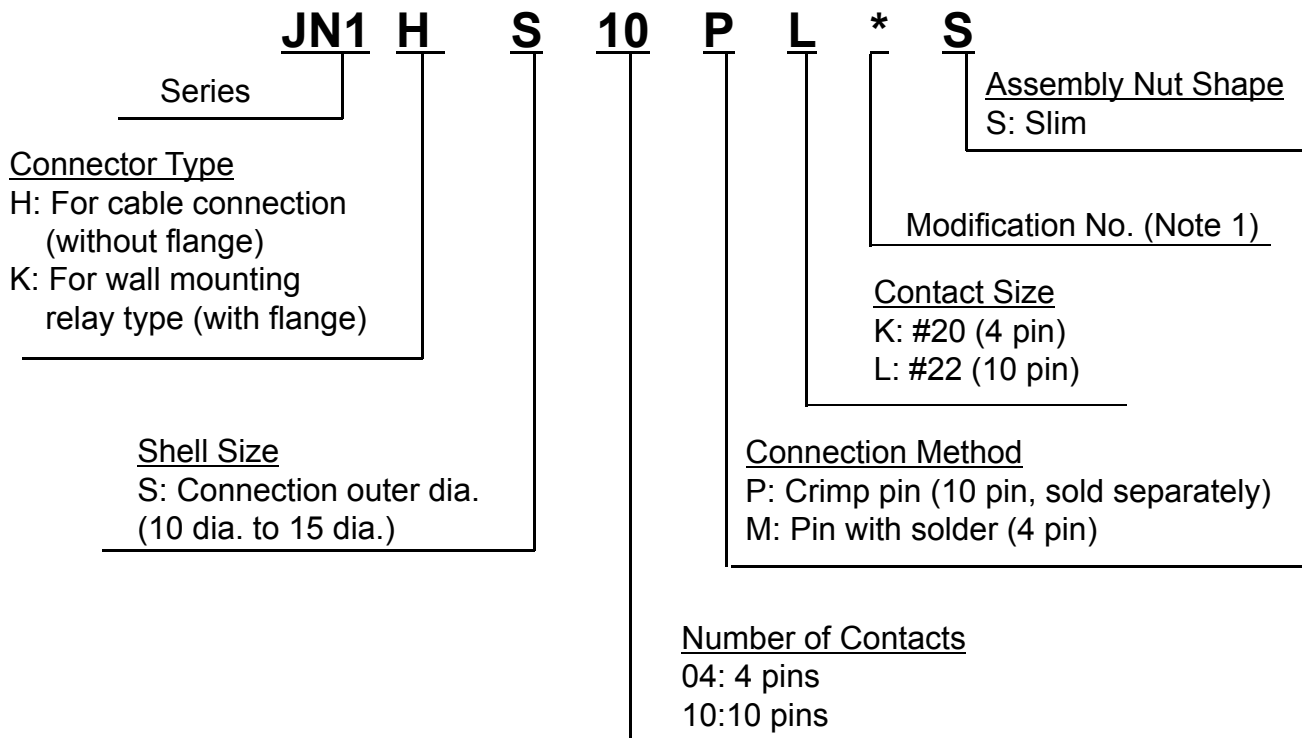 JN1 H S 10 P L * S
Series
Assembly Nut Shape
S: Slim
Connector Type
H: For cable connection
(without flange)
K: For wall mounting
relay type (with flange)
Modification No. (Note 1)
Contact Size
K: #20 (4 pin)
L: #22 (10 pin)
Shell Size
S: Connection outer dia.
(10 dia. to 15 dia.)
Connection Method
P: Crimp pin (10 pin, sold separately)
M: Pin with solder (4 pin)
Number of Contacts
04: 4 pins
10:10 pins